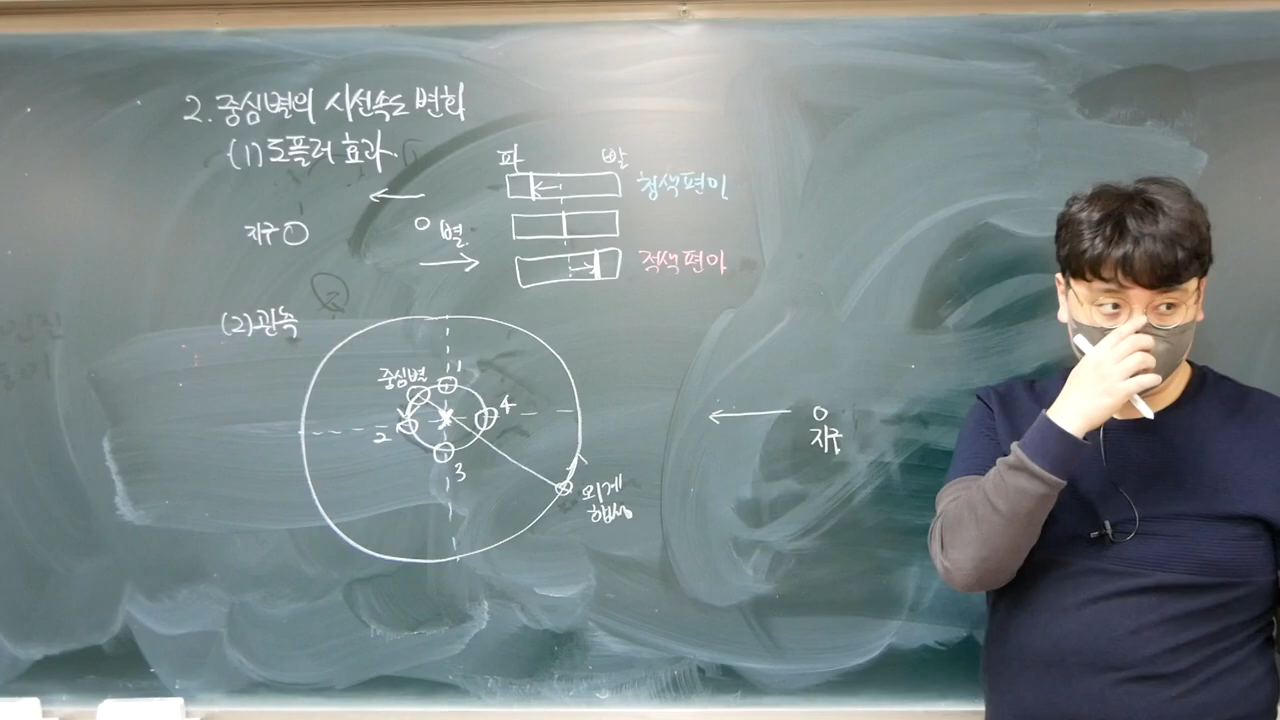 2. 중심별의 시선속도 변화
(1) 도플러 효과
파 빨
청색편이
지구 별
적색편이
(2) 관측
중심별
1
2
3
4
외계
행성
지구